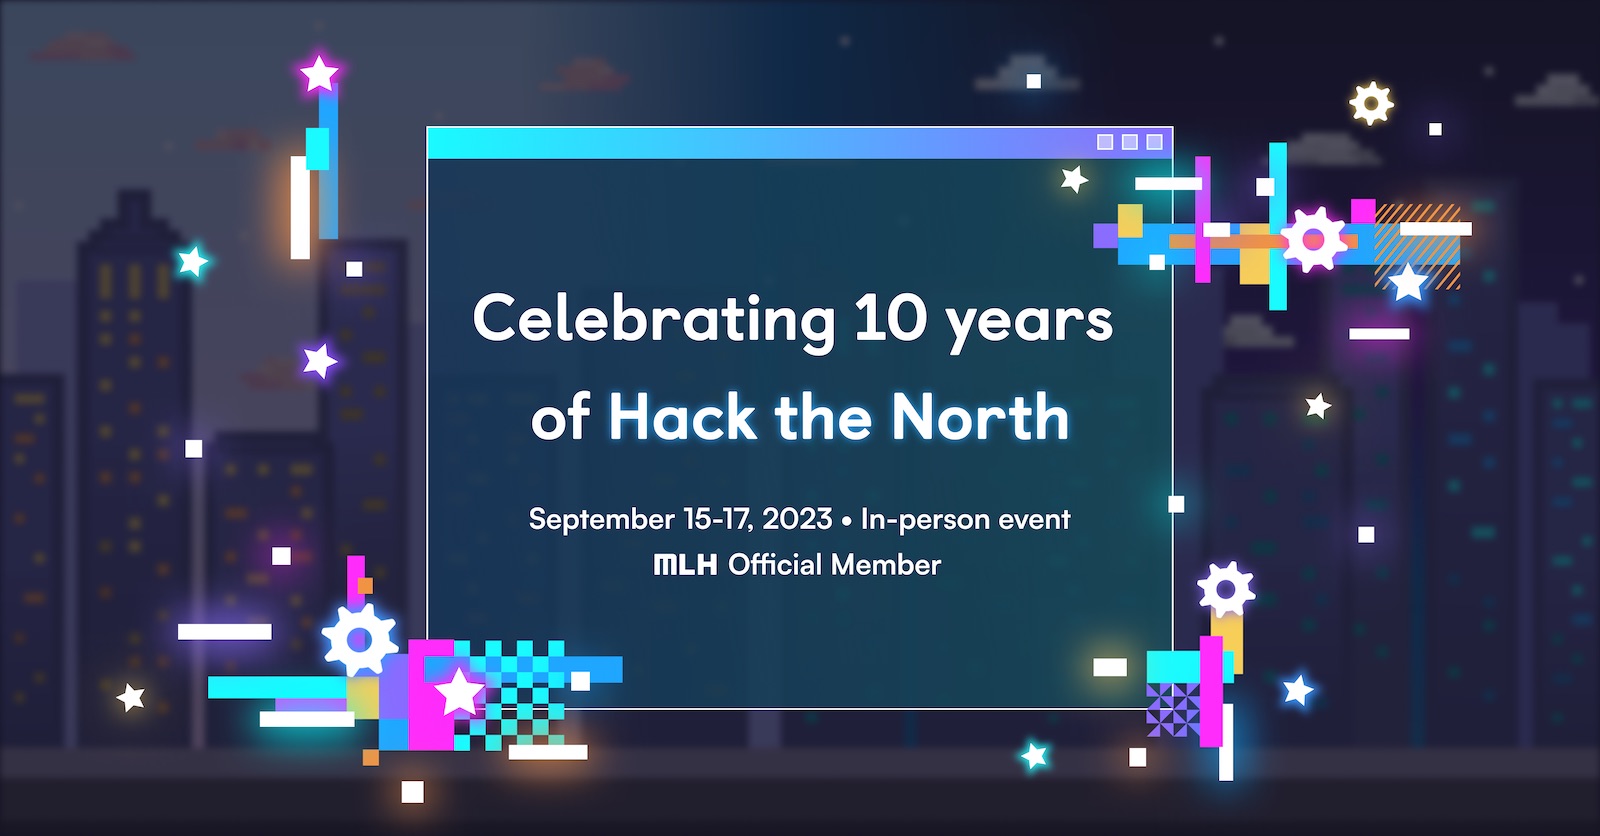 Celebrating 10 years
of Hack the North
September 15-17, 2023 • In-person event
MLH Official Member